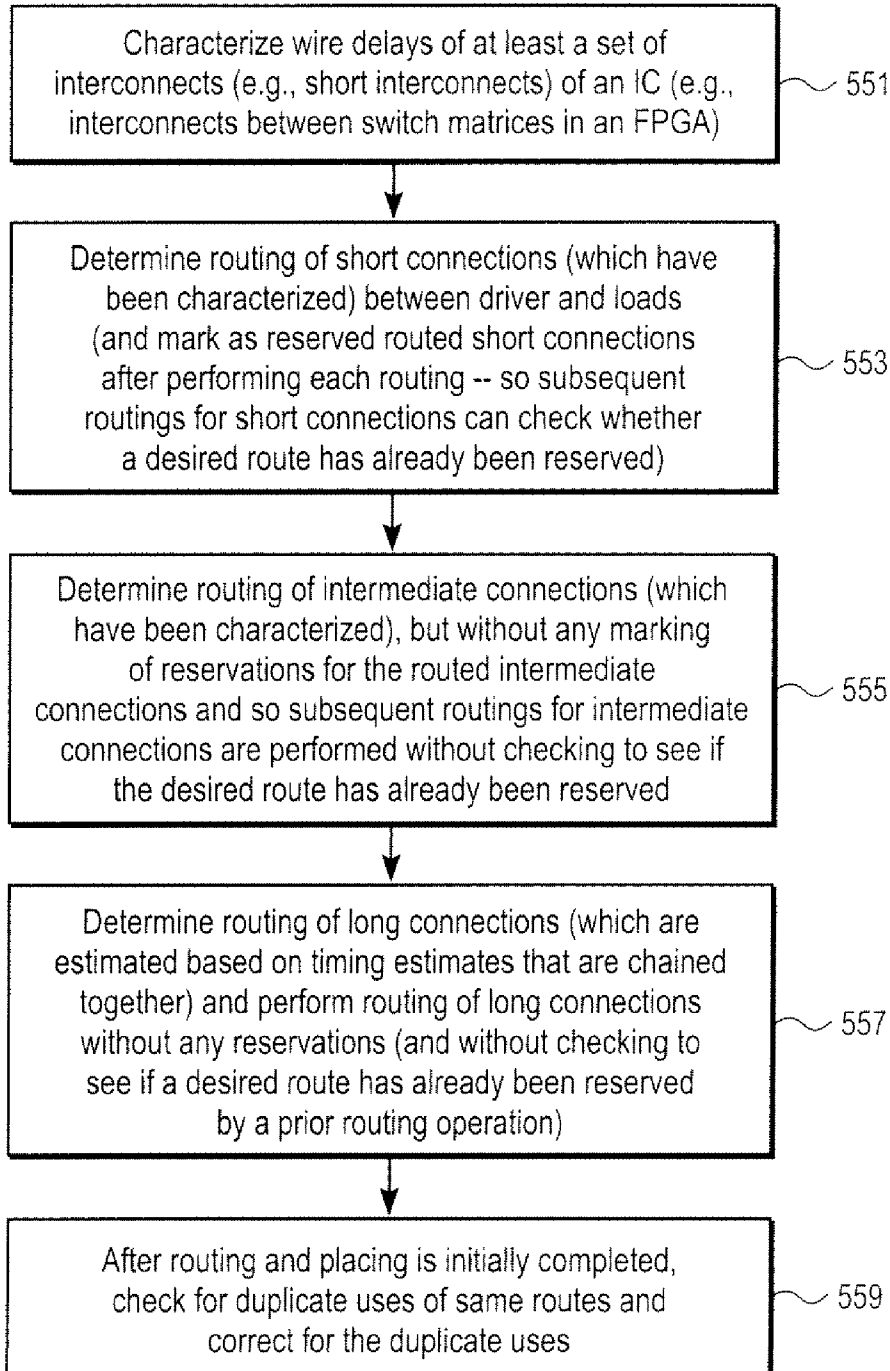 Characterize wire delays of at least a set of
interconnects (e.g., short interconnects) of an IC (e.g.,
interconnects between switch matrices in an FPGA)
551
Determine routing of short connections (which have
been characterized) between driver and loads
(and mark as reserved routed short connections
after performing each routing -- so subsequent
routings for short connections can check whether
a desired route has already been reserved)
553
Determine routing of intermediate connections (which
have been characterized), but without any marking
of reservations for the routed intermediate
connections and so subsequent routings for intermediate
connections are performed without checking to see if
the desired route has already been reserved
555
Determine routing of long connections (which are
estimated based on timing estimates that are chained
together) and perform routing of long connections
without any reservations (and without checking to
see if a desired route has already been reserved
by a prior routing operation)
557
After routing and placing is initially completed,
check for duplicate uses of same routes and
correct for the duplicate uses
559